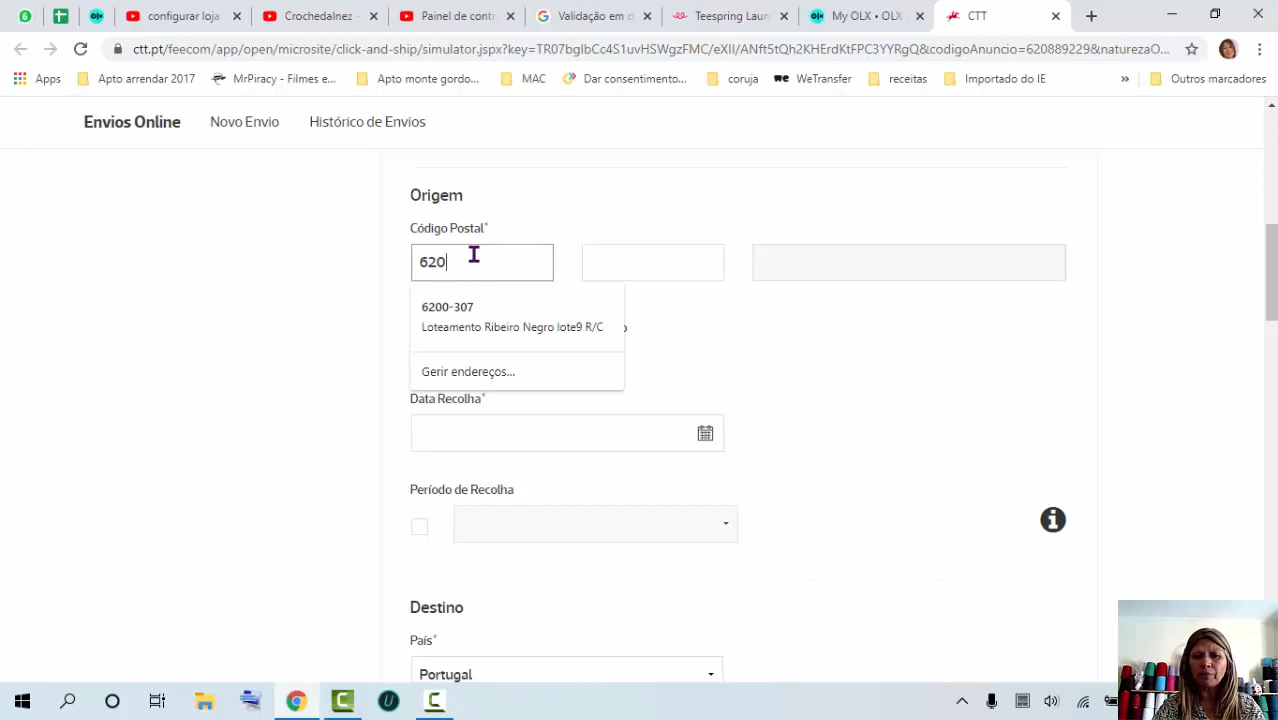 configurar loja
CrochedaInez -
Painel de cont
Validação em d
Teespring Laun
My OLX • OLX
CTT
ctt.pt/feecom/app/open/microsite/click-and-ship/simulator.jspx?key=TR07bgIbCc4S1uvHSWgzFMC/eXII/ANft5tQh2KHErdKtFPC3YYRgQ&codigoAnuncio=620889229&naturezaO...
Apps
Apto arrendar 2017
MrPiracy - Filmes e...
Apto monte gordo...
MAC
Dar consentimento...
coruja
WeTransfer
receitas
Importado do IE
»
Outros marcadores
Envios Online
Novo Envio
Histórico de Envios
Origem
Código Postal*
620
6200-307
Loteamento Ribeiro Negro lote9 R/C
o
Gerir endereços...
Data Recolha*
Período de Recolha
Destino
País*
Portugal